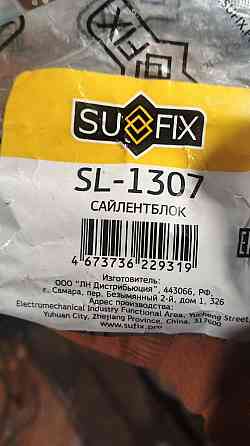 SUFIX
SL-1307
САЙЛЕНТБЛОК
4 673736 229319
Изготовитель:
ООО "ЛН Дистрибьюция", 443066, РФ,
г. Самара, пер. Безымянный 2-й, дом 1, 326
Адрес производства:
Electromechanical Industry Functional Area, Yucheng Street,
Yuhuan City, Zhejiang Province, China, 317600
www.sufix.pro